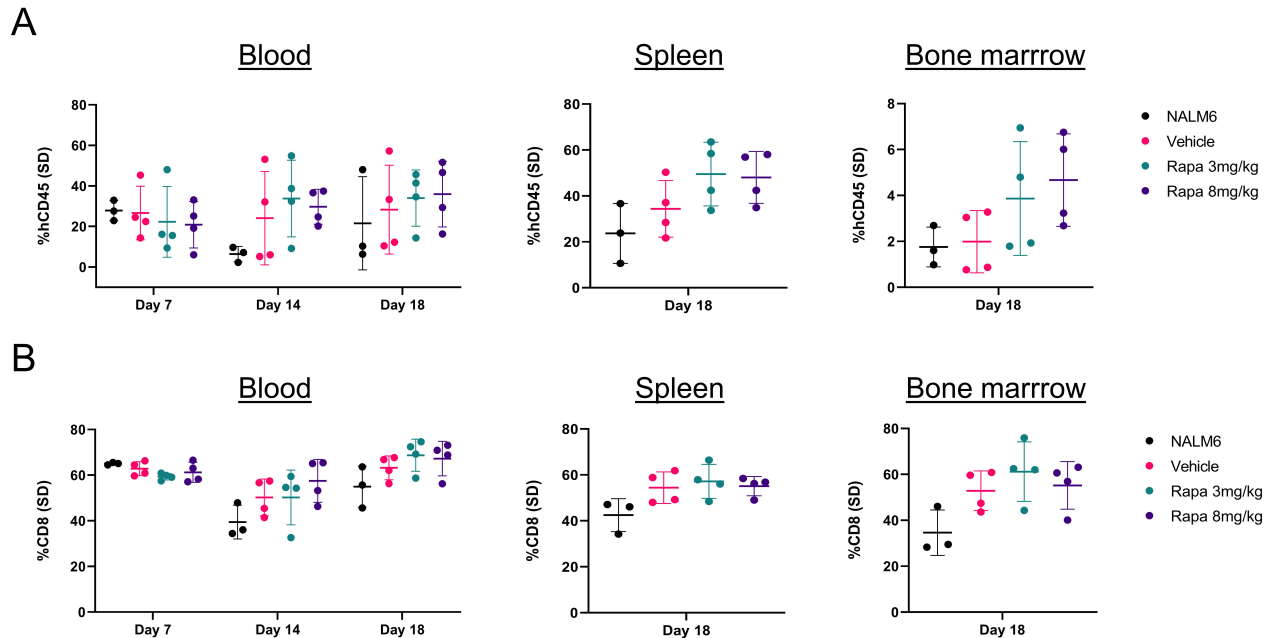 A
Blood
Spleen
Bone marrrow
%hCD45 (SD)
80
60
40
20
0
Day 7
Day 14
Day 18
%hCD45 (SD)
80
60
40
20
0
Day 18
%hCD45 (SD)
8
6
4
2
0
Day 18
NALM6
Vehicle
Rapa 3mg/kg
Rapa 8mg/kg
B
Blood
Spleen
Bone marrrow
%CD8 (SD)
80
60
40
20
0
Day 7
Day 14
Day 18
%CD8 (SD)
80
60
40
20
0
Day 18
%CD8 (SD)
80
60
40
20
0
Day 18
NALM6
Vehicle
Rapa 3mg/kg
Rapa 8mg/kg